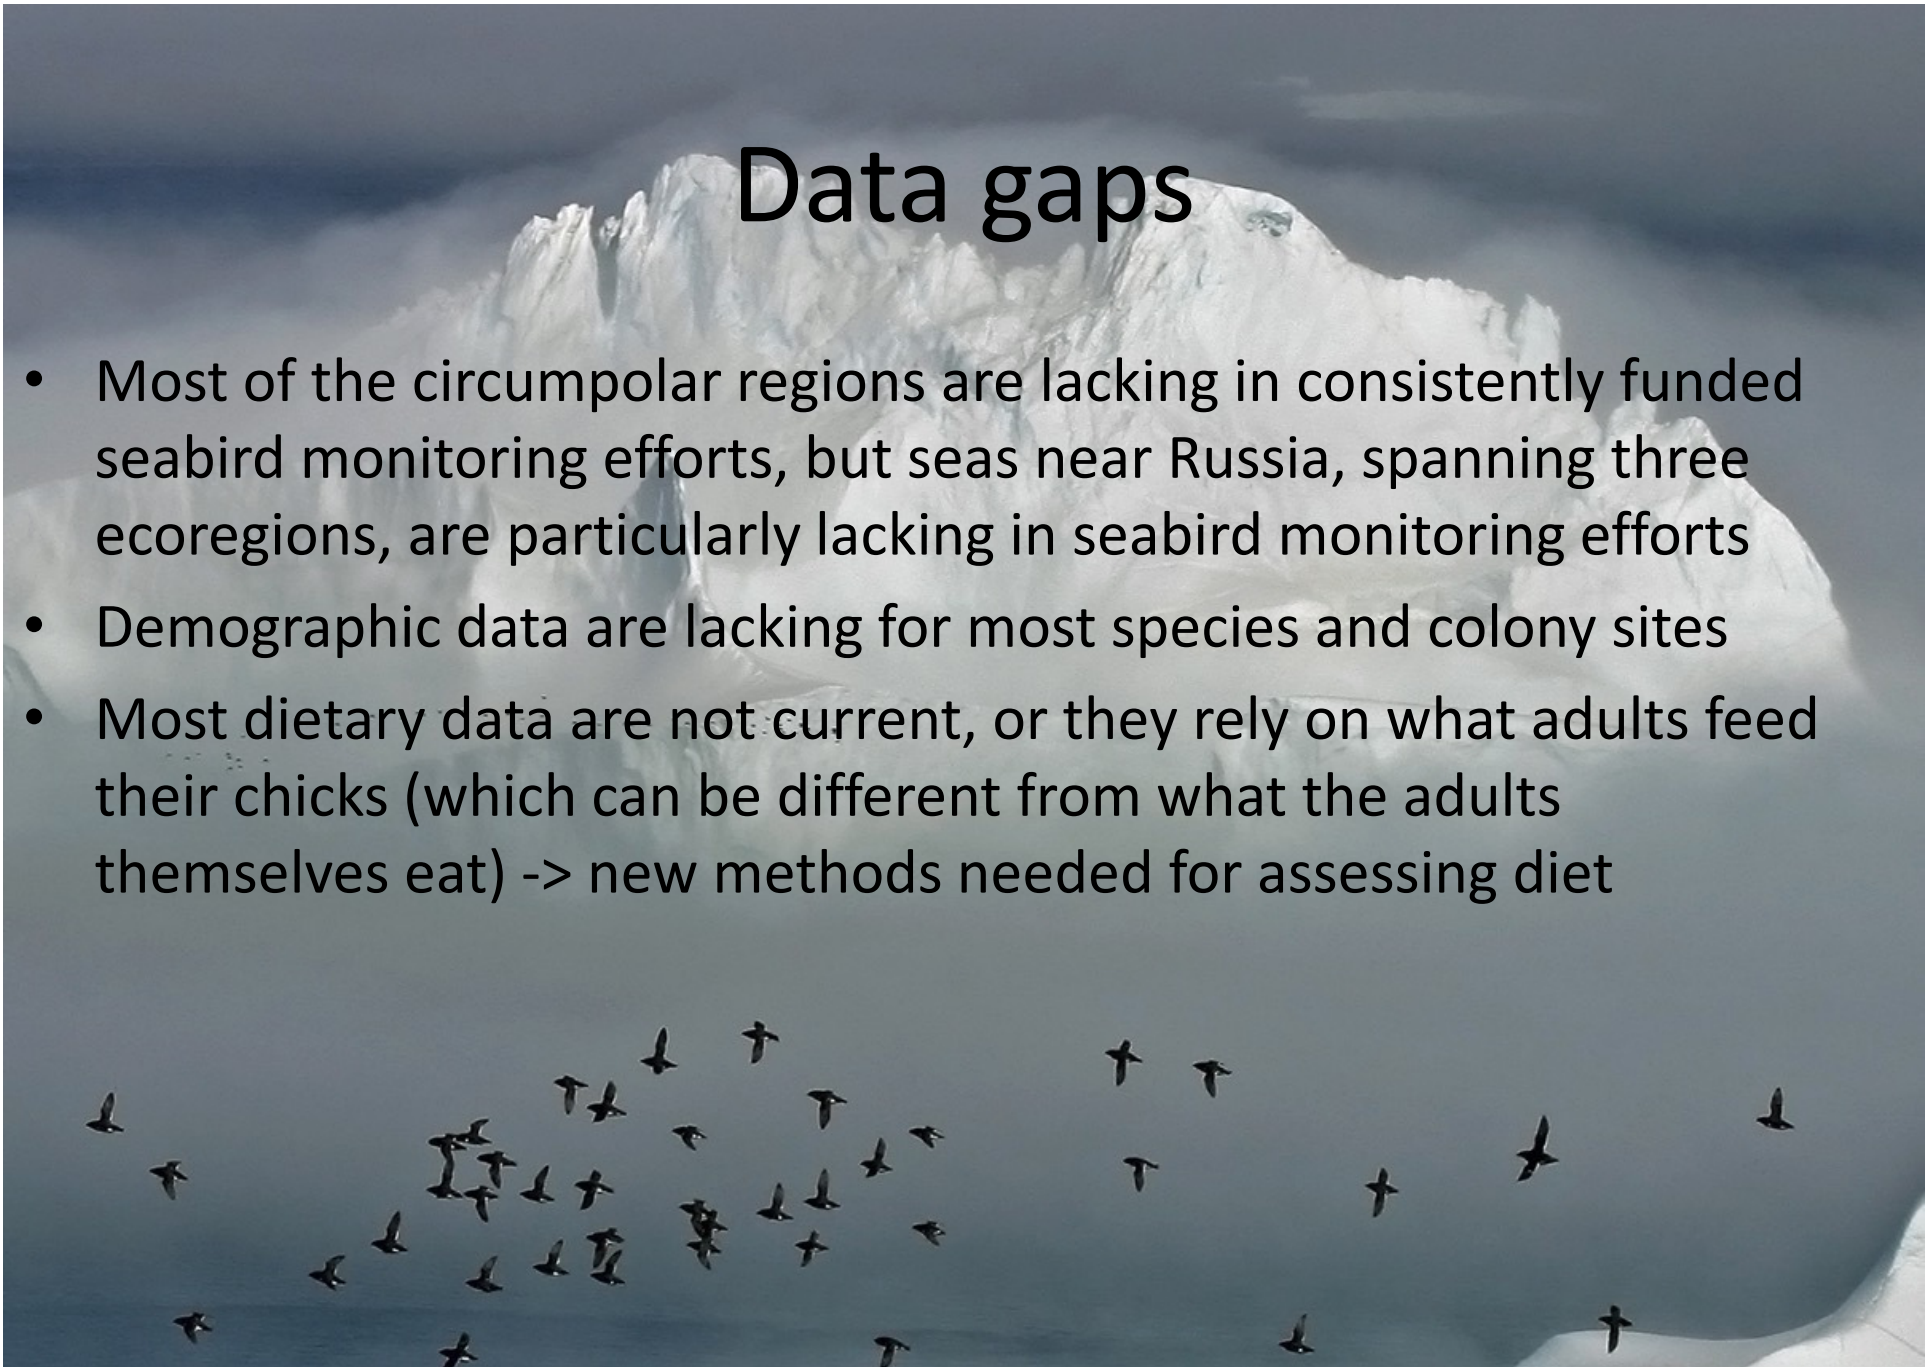 Data gaps
• Most of the circumpolar regions are lacking in consistently funded
seabird monitoring efforts, but seas near Russia, spanning three
ecoregions, are particularly lacking in seabird monitoring efforts
• Demographic data are lacking for most species and colony sites
• Most dietary data are not current, or they rely on what adults feed
their chicks (which can be different from what the adults
themselves eat) -> new methods needed for assessing diet